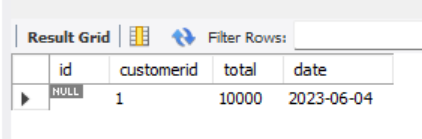 Result Grid Filter Rows:
id customerid total date
NULL 1 10000 2023-06-04